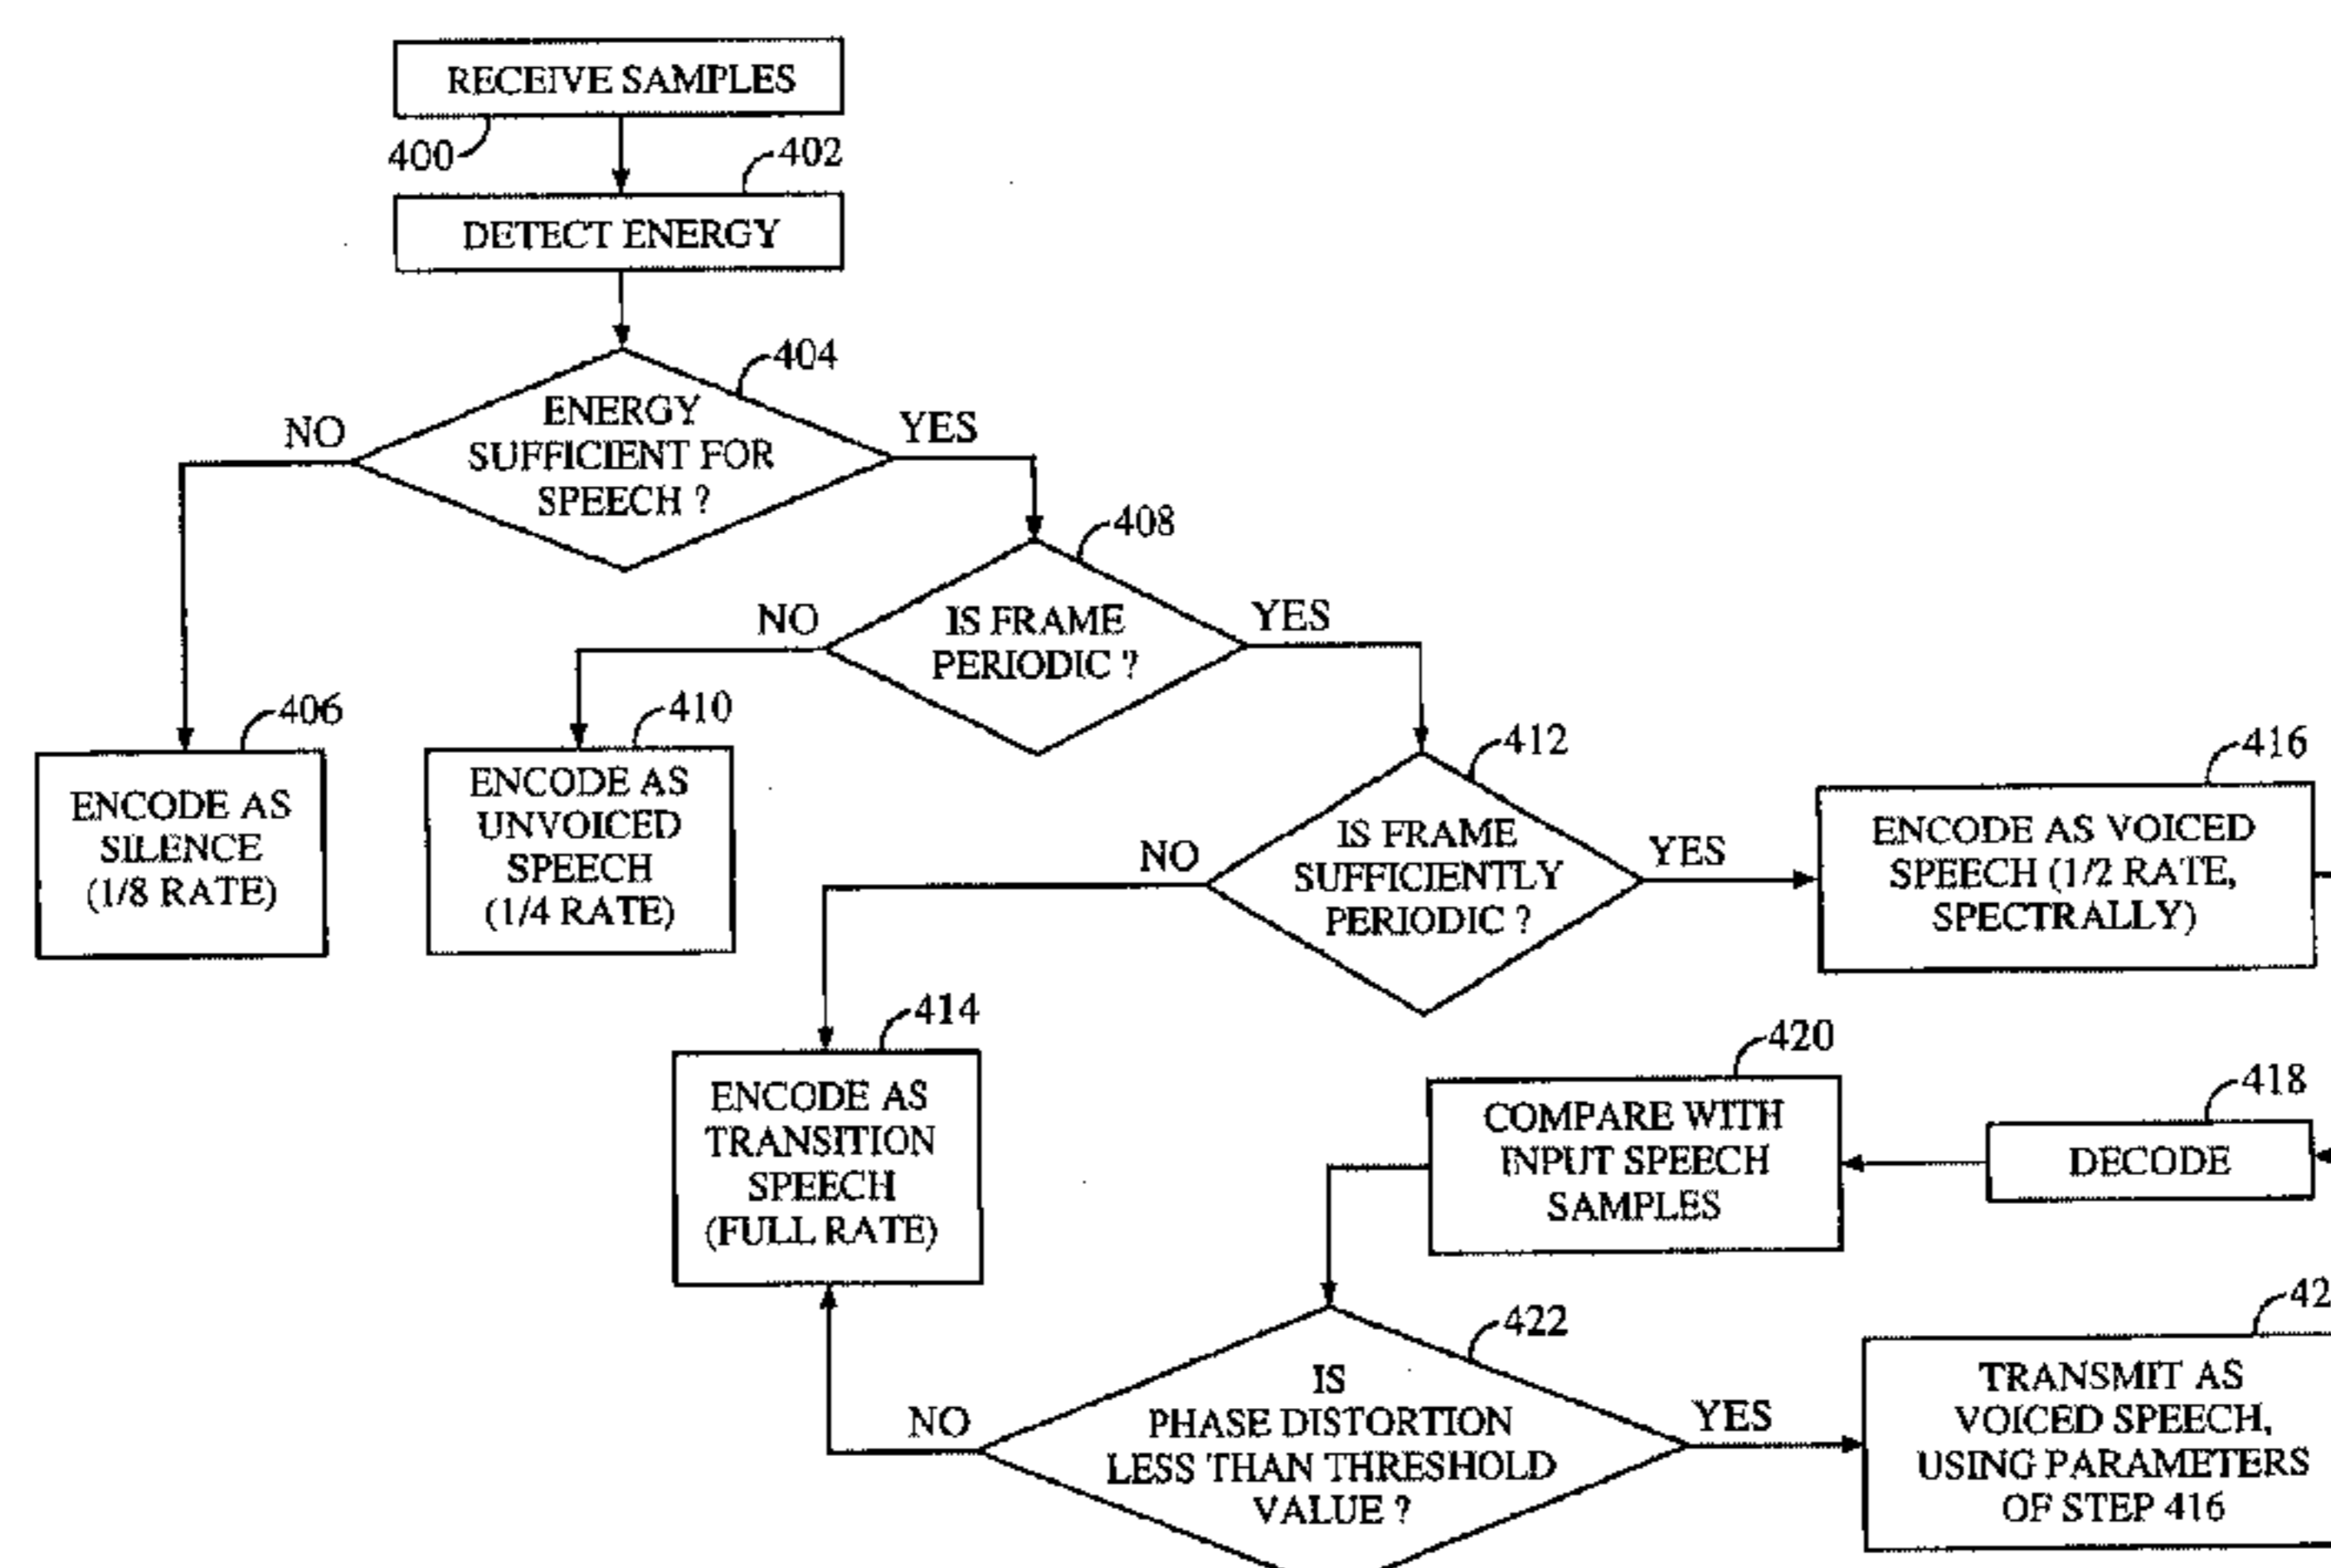 RECEIVE SAMPLES
400
402
DETECT ENERGY
404
ENERGY
SUFFICIENT FOR
SPEECH ?
NO
YES
408
IS FRAME
PERIODIC ?
NO
YES
406
ENCODE AS
SILENCE
(1/8 RATE)
410
ENCODE AS
UNVOICED
SPEECH
(1/4 RATE)
412
IS FRAME
SUFFICIENTLY
PERIODIC ?
NO
YES
416
ENCODE AS VOICED
SPEECH (1/2 RATE,
SPECTRALLY)
414
ENCODE AS
TRANSITION
SPEECH
(FULL RATE)
420
COMPARE WITH
INPUT SPEECH
SAMPLES
418
DECODE
422
IS
PHASE DISTORTION
LESS THAN THRESHOLD
VALUE ?
NO
YES
TRANSMIT AS
VOICED SPEECH,
USING PARAMETERS
OF STEP 416